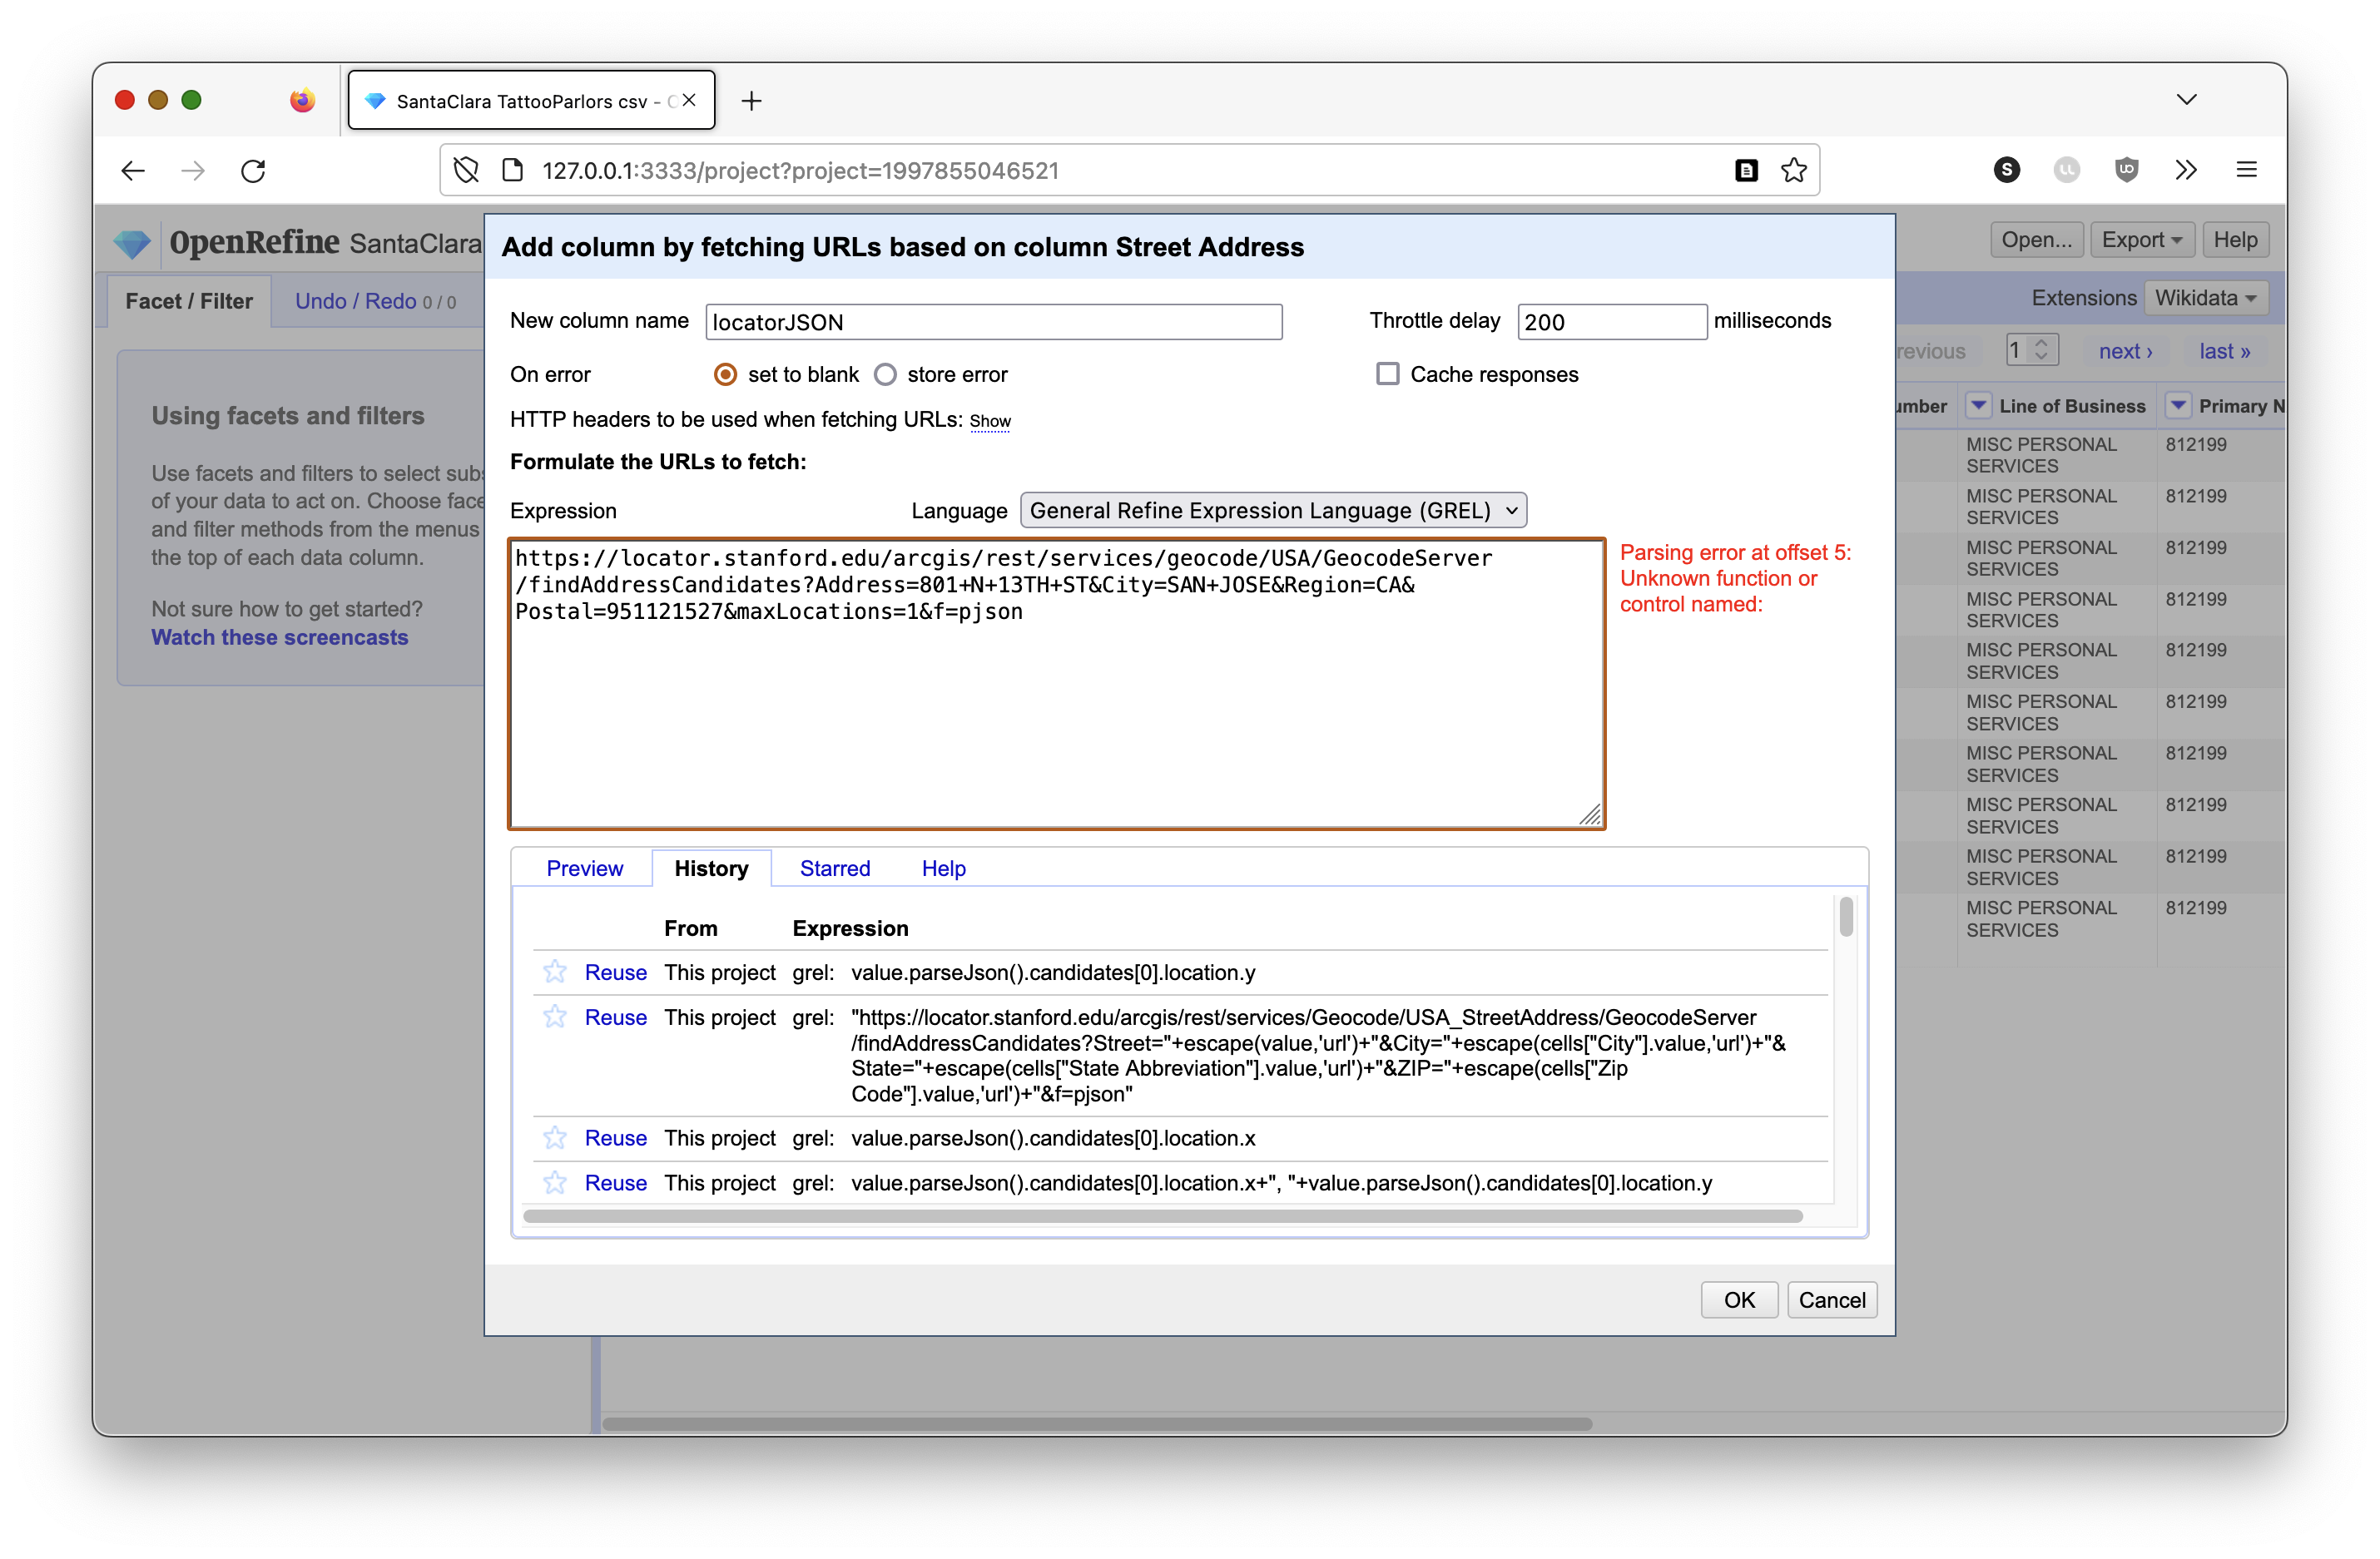 SantaClara TattooParlors csv - O
127.0.0.1:3333/project?project=1997855046521
OpenRefine SantaClara
Open... Export Help
Facet / Filter Undo / Redo 0 / 0
Extensions Wikidata
revious 1 next › last »
Using facets and filters
Use facets and filters to select subs
of your data to act on. Choose face
and filter methods from the menus
the top of each data column.
Not sure how to get started?
Watch these screencasts
Add column by fetching URLs based on column Street Address
New column name locatorJSON Throttle delay 200 milliseconds
On error set to blank store error Cache responses
HTTP headers to be used when fetching URLs: Show
Formulate the URLs to fetch:
Expression Language General Refine Expression Language (GREL)
https://locator.stanford.edu/arcgis/rest/services/geocode/USA/GeocodeServer
/findAddressCandidates?Address=801+N+13TH+ST&City=SAN+JOSE&Region=CA&
Postal=951121527&maxLocations=1&f=pjson
Parsing error at offset 5:
Unknown function or
control named:
Preview History Starred Help
From Expression
Reuse This project grel: value.parseJson().candidates[0].location.y
Reuse This project grel: "https://locator.stanford.edu/arcgis/rest/services/Geocode/USA_StreetAddress/GeocodeServer
/findAddressCandidates?Street="+escape(value,'url')+"&City="+escape(cells["City"].value,'url')+"&
State="+escape(cells["State Abbreviation"].value,'url')+"&ZIP="+escape(cells["Zip
Code"].value,'url')+"&f=pjson"
Reuse This project grel: value.parseJson().candidates[0].location.x
Reuse This project grel: value.parseJson().candidates[0].location.x+", "+value.parseJson().candidates[0].location.y
OK Cancel
umber Line of Business Primary N
MISC PERSONAL 812199
SERVICES
MISC PERSONAL 812199
SERVICES
MISC PERSONAL 812199
SERVICES
MISC PERSONAL 812199
SERVICES
MISC PERSONAL 812199
SERVICES
MISC PERSONAL 812199
SERVICES
MISC PERSONAL 812199
SERVICES
MISC PERSONAL 812199
SERVICES
MISC PERSONAL 812199
SERVICES
MISC PERSONAL 812199
SERVICES